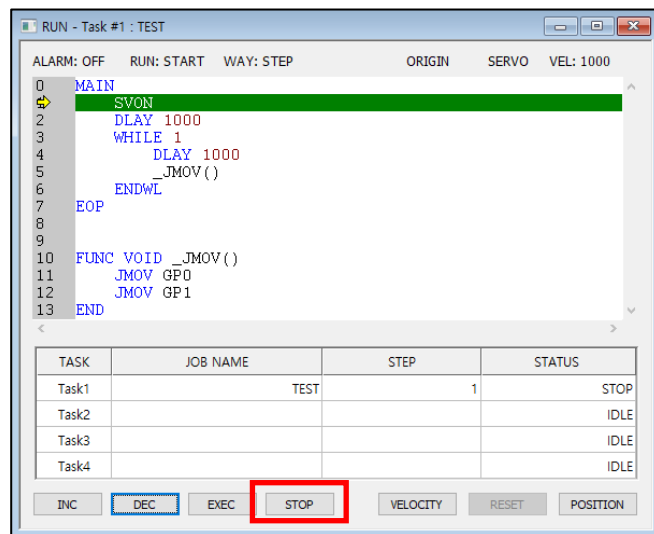 RUN - Task #1 : TEST
ALARM: OFF RUN: START WAY: STEP ORIGIN SERVO VEL: 1000
0 MAIN
SVON
2 DLAY 1000
3 WHILE 1
4 DLAY 1000
5 _JMOV()
6 ENDWL
7 EOP
8
9
10 FUNC VOID _JMOV()
11 JMOV GP0
12 JMOV GP1
13 END
TASK JOB NAME STEP STATUS
Task1 TEST 1 STOP
Task2 IDLE
Task3 IDLE
Task4 IDLE
INC DEC EXEC STOP VELOCITY RESET POSITION